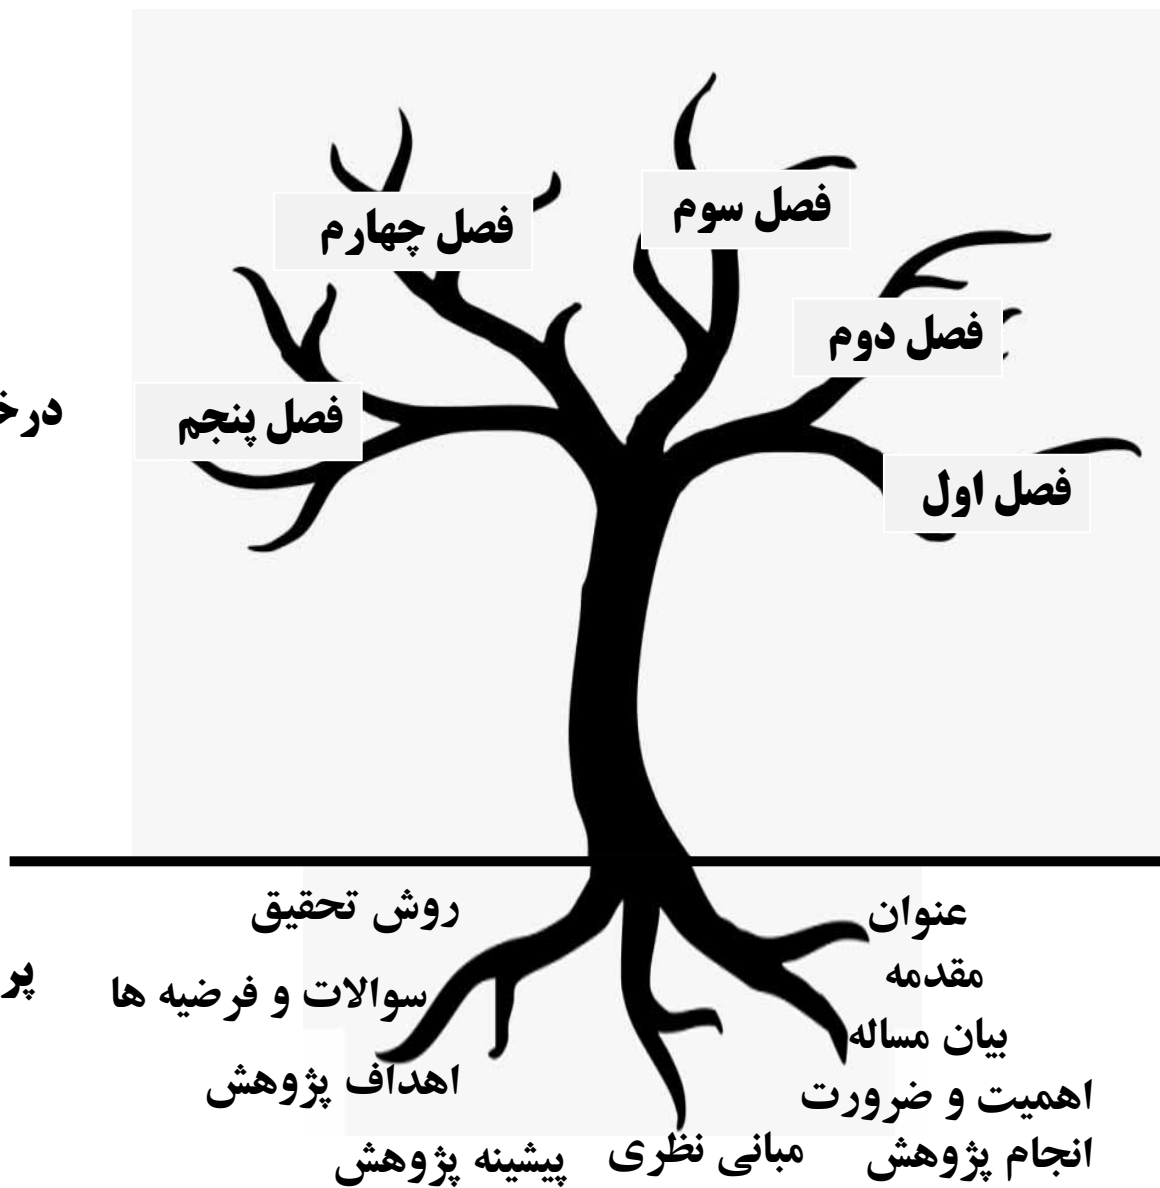 فصل سوم
فصل چهارم
فصل دوم
فصل پنجم
فصل اول
عنوان
مقدمه
بیان مساله
اهمیت و ضرورت
انجام پژوهش
مبانی نظری
پیشینه پژوهش
اهداف پژوهش
سوالات و فرضیه ها
روش تحقیق